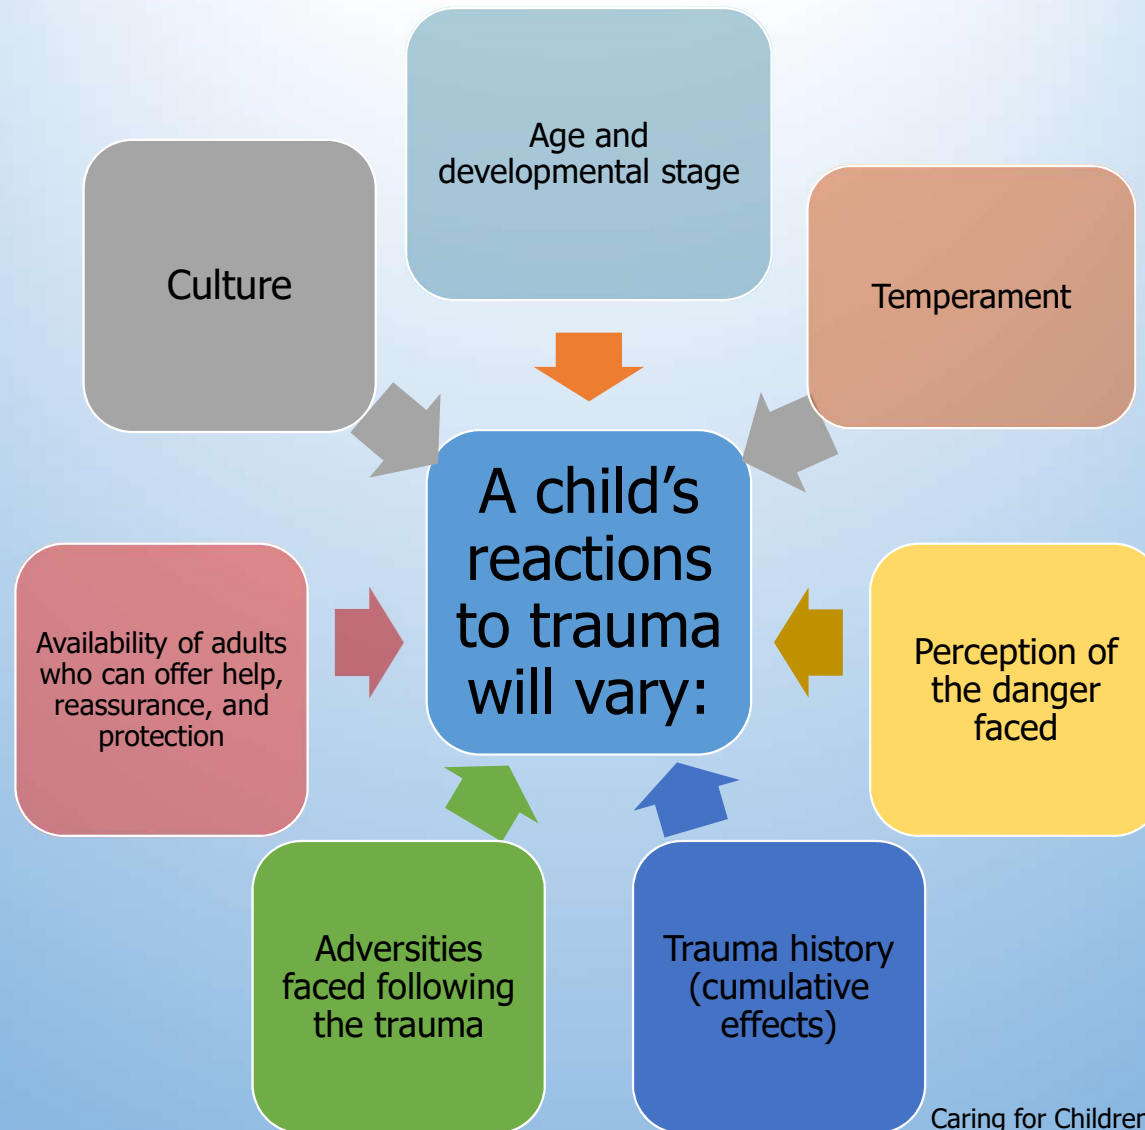 Age and
developmental stage
Culture
Temperament
A child’s
reactions
to trauma
will vary:
Availability of adults
who can offer help,
reassurance, and
protection
Perception of
the danger
faced
Adversities
faced following
the trauma
Trauma history
(cumulative
effects)
Caring for Children